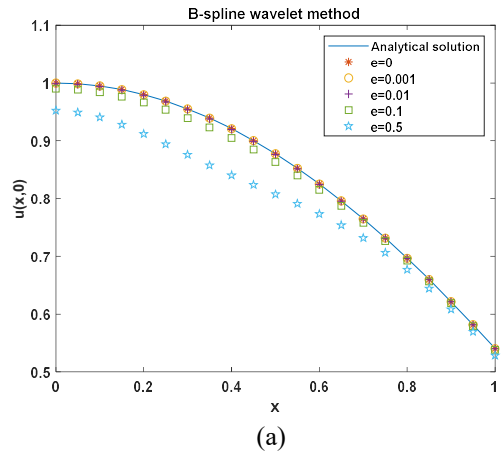 B-spline wavelet method
1.1
1
0.9
0.8
0.7
0.6
0.5
u(x,0)
Analytical solution
e=0
e=0.001
e=0.01
e=0.1
e=0.5
0 0.2 0.4 0.6 0.8 1
x
(a)